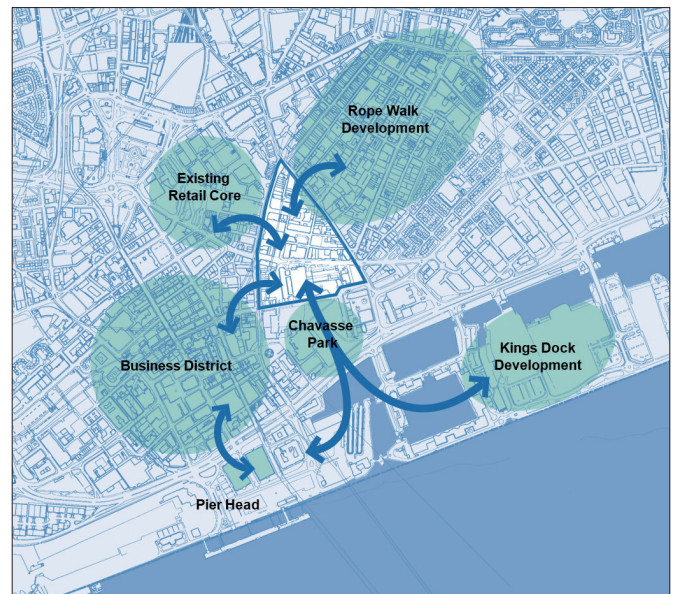 Rope Walk
Development
Existing
Retail Core
Chavasse
Park
Business District
Kings Dock
Development
Pier Head